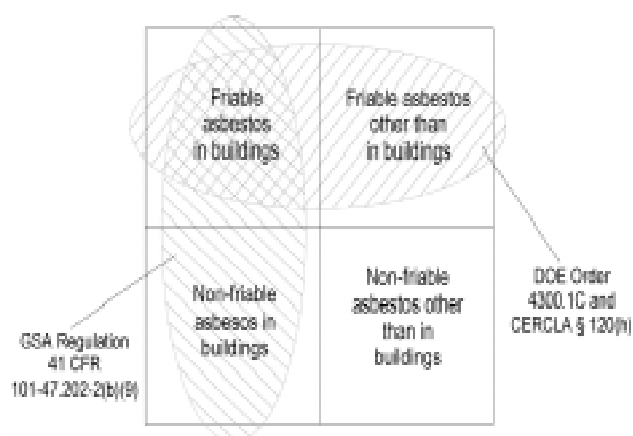 Friable
asbestos
in buildings
Friable asbestos
other than
in buildings
Non-friable
asbesos in
buildings
Non-friable
asbestos other
than in
buildings
GSA Regulation
41 CFR
101-47.202-2(b)(9)
DOE Order
4300.1C and
CERCLA § 120(h)